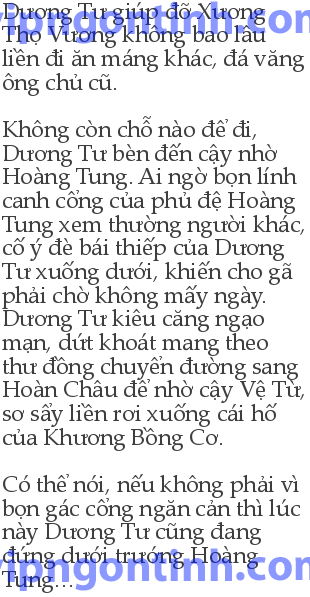 Dương Tư giúp đỡ Xương
Thọ Vương không bao lâu
liền đi ăn máng khác, đá văng
ông chủ cũ.
Không còn chỗ nào để đi,
Dương Tư bèn đến cậy nhờ
Hoàng Tung. Ai ngờ bọn lính
canh cổng của phủ đệ Hoàng
Tung xem thường người khác,
cố ý đè bái thiếp của Dương
Tư xuống dưới, khiến cho gã
phải chờ không mấy ngày.
Dương Tư kiêu căng ngạo
mạn, dứt khoát mang theo
thư đồng chuyển đường sang
Hoàn Châu để nhờ cậy Vệ Từ,
sơ sẩy liền rơi xuống cái hố
của Khương Bồng Cơ.
Có thể nói, nếu không phải vì
bọn gác cổng ngăn cản thì lúc
này Dương Tư cũng đang
đứng dưới trướng Hoàng
Tung...